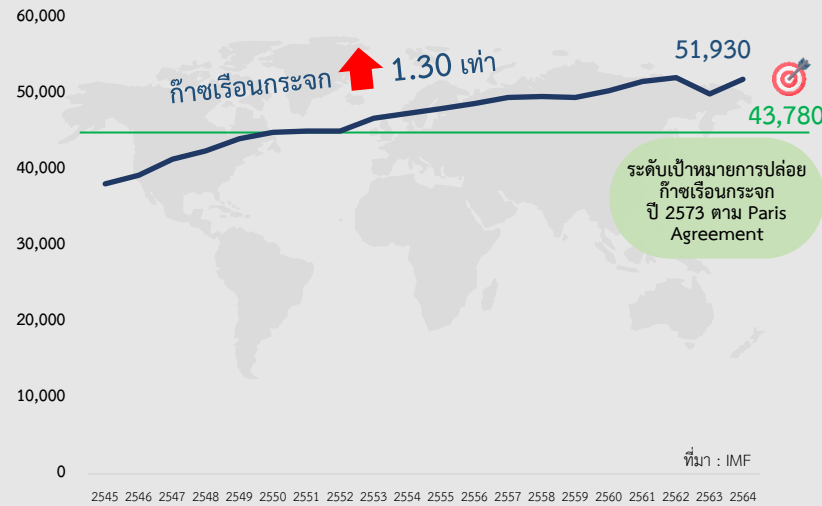 60,000
50,000
40,000
30,000
20,000
10,000
0
ก๊าซเรือนกระจก 1.30 เท่า
51,930
43,780
ระดับเป้าหมายการปล่อย
ก๊าซเรือนกระจก
ปี 2573 ตาม Paris
Agreement
ที่มา : IMF
2545 2546 2547 2548 2549 2550 2551 2552 2553 2554 2555 2556 2557 2558 2559 2560 2561 2562 2563 2564